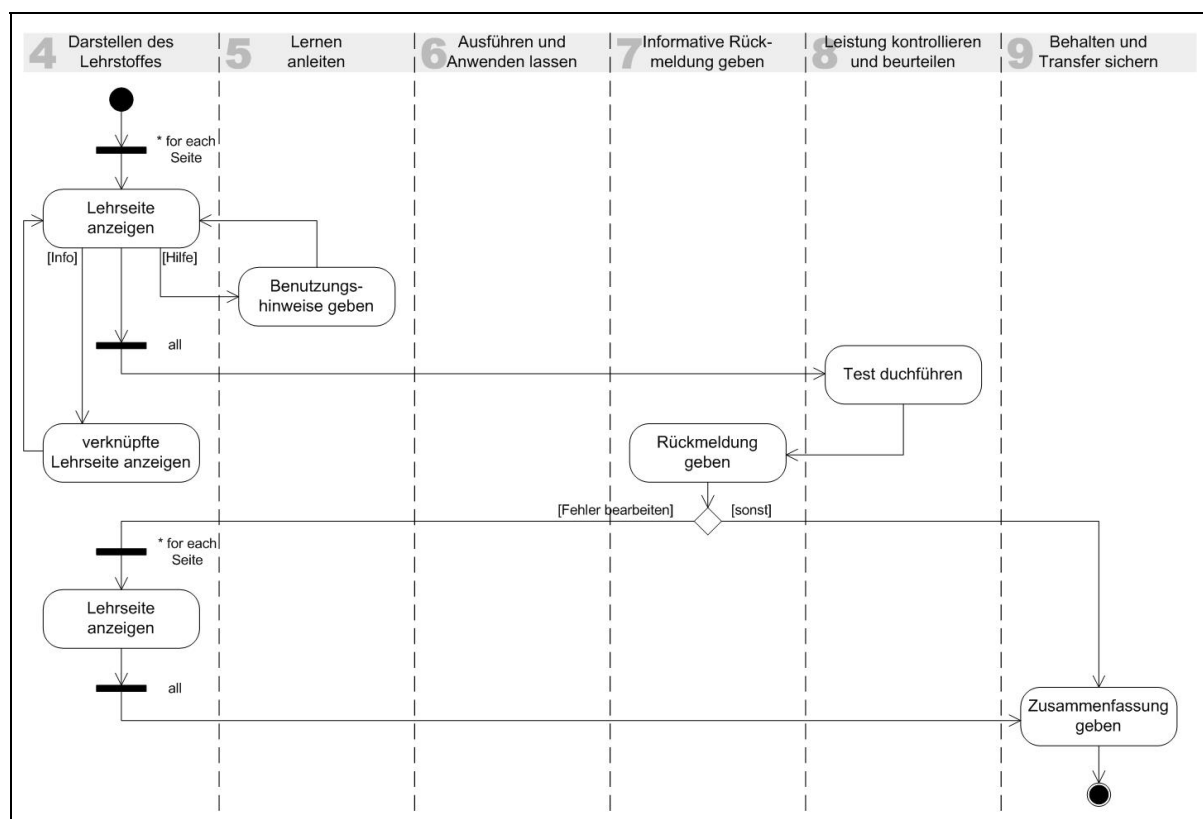 4 Darstellen des
Lehrstoffes
5 Lernen
anleiten
6 Ausführen und
Anwenden lassen
7 Informative Rück-
meldung geben
8 Leistung kontrollieren
und beurteilen
9 Behalten und
Transfer sichern
* for each
Seite
Lehrseite
anzeigen
[Info]
[Hilfe]
Benutzungs-
hinweise geben
all
Test duchführen
verknüpfte
Lehrseite anzeigen
Rückmeldung
geben
[Fehler bearbeiten]
[sonst]
* for each
Seite
Lehrseite
anzeigen
all
Zusammenfassung
geben